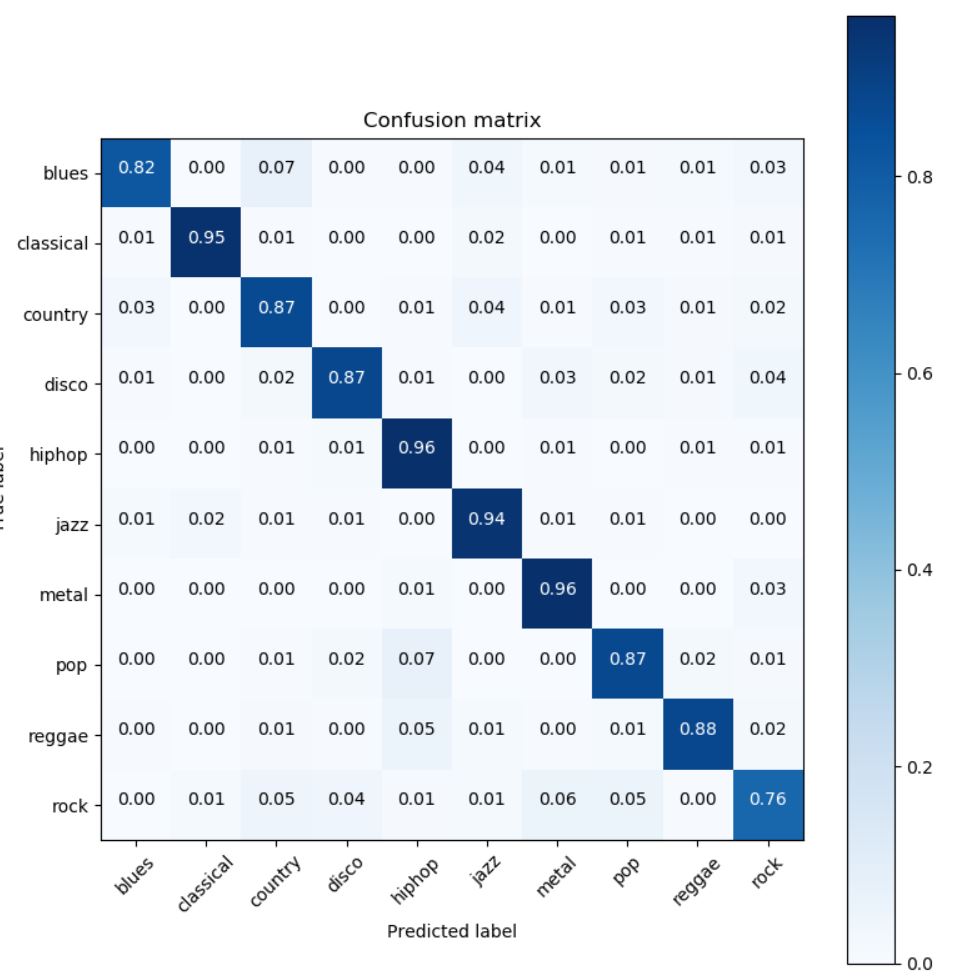 Confusion matrix
blues 0.82 0.00 0.07 0.00 0.00 0.04 0.01 0.01 0.01 0.03
classical 0.01 0.95 0.01 0.00 0.00 0.02 0.00 0.01 0.01 0.01
country 0.03 0.00 0.87 0.00 0.01 0.04 0.01 0.03 0.01 0.02
disco 0.01 0.00 0.02 0.87 0.01 0.00 0.03 0.02 0.01 0.04
hiphop 0.00 0.00 0.01 0.01 0.96 0.00 0.01 0.00 0.01 0.01
jazz 0.01 0.02 0.01 0.01 0.00 0.94 0.01 0.01 0.00 0.00
metal 0.00 0.00 0.00 0.00 0.01 0.00 0.96 0.00 0.00 0.03
pop 0.00 0.00 0.01 0.02 0.07 0.00 0.00 0.87 0.02 0.01
reggae 0.00 0.00 0.01 0.00 0.05 0.01 0.00 0.01 0.88 0.02
rock 0.00 0.01 0.05 0.04 0.01 0.01 0.06 0.05 0.00 0.76
blues classical country disco hiphop jazz metal pop reggae rock
Predicted label
0.8
0.6
0.4
0.2
0.0